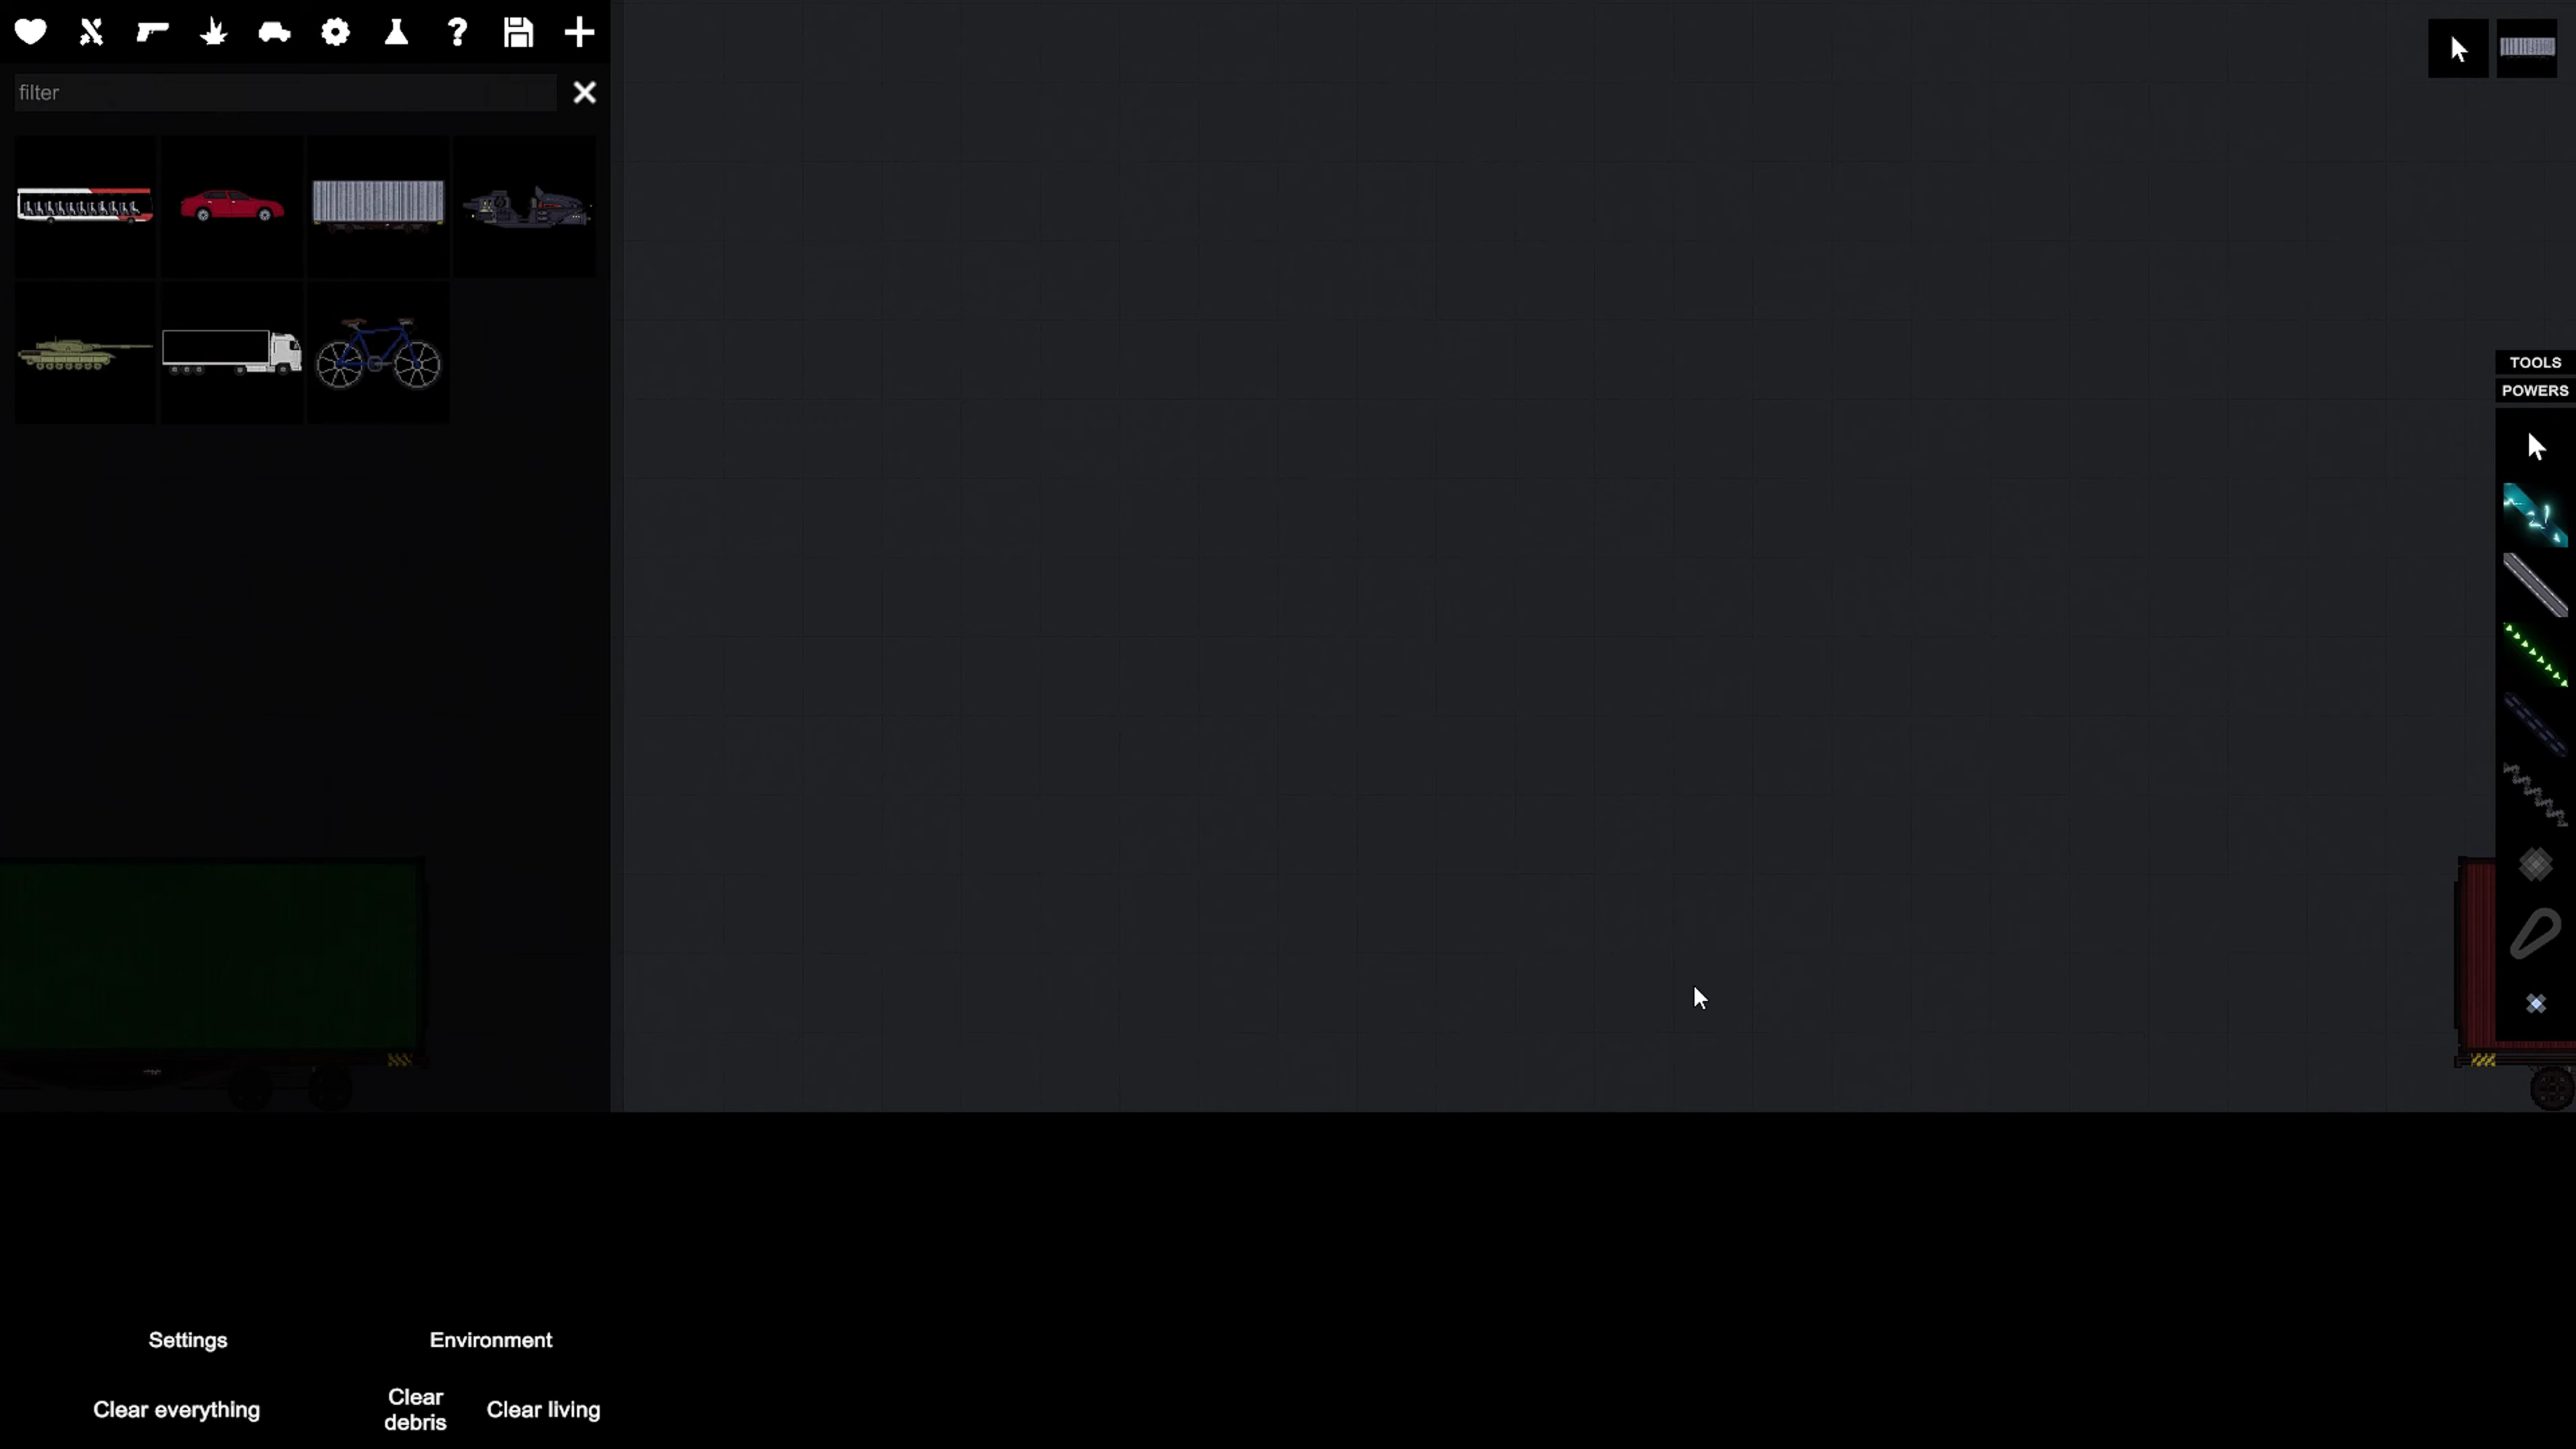 filter
TOOLS
POWERS
Settings
Environment
Clear everything
Clear
debris
Clear living